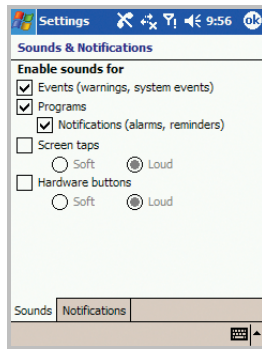 Settings 9:56 ok
Sounds & Notifications
Enable sounds for
Events (warnings, system events)
Programs
Notifications (alarms, reminders)
Screen taps
Soft Loud
Hardware buttons
Soft Loud
Sounds Notifications